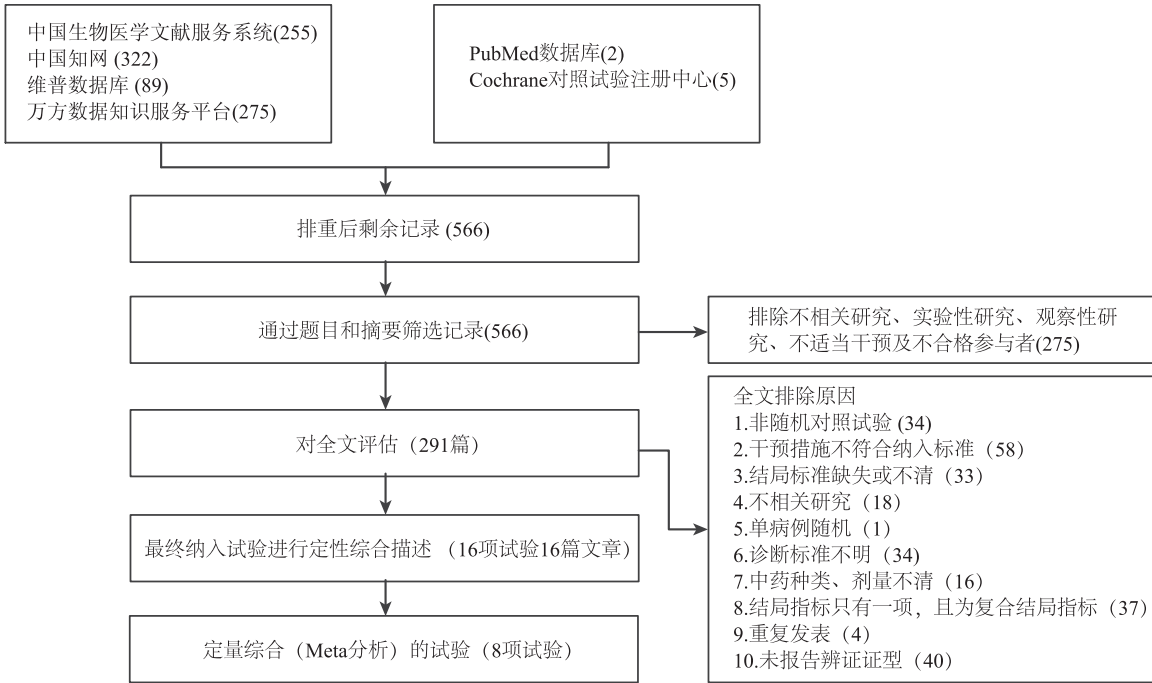 中国生物医学文献服务系统(255)
中国知网 (322)
维普数据库 (89)
万方数据知识服务平台(275)
PubMed数据库(2)
Cochrane对照试验注册中心(5)
排重后剩余记录 (566)
通过题目和摘要筛选记录(566)
排除不相关研究、实验性研究、观察性研
究、不适当干预及不合格参与者(275)
对全文评估（291篇）
全文排除原因
1.非随机对照试验 (34)
2.干预措施不符合纳入标准（58）
3.结局标准缺失或不清（33）
4.不相关研究（18）
5.单病例随机（1）
6.诊断标准不明（34）
7.中药种类、剂量不清（16）
8.结局指标只有一项，且为复合结局指标（37）
9.重复发表（4）
10.未报告辨证证型（40）
最终纳入试验进行定性综合描述 （16项试验16篇文章）
定量综合（Meta分析）的试验（8项试验）